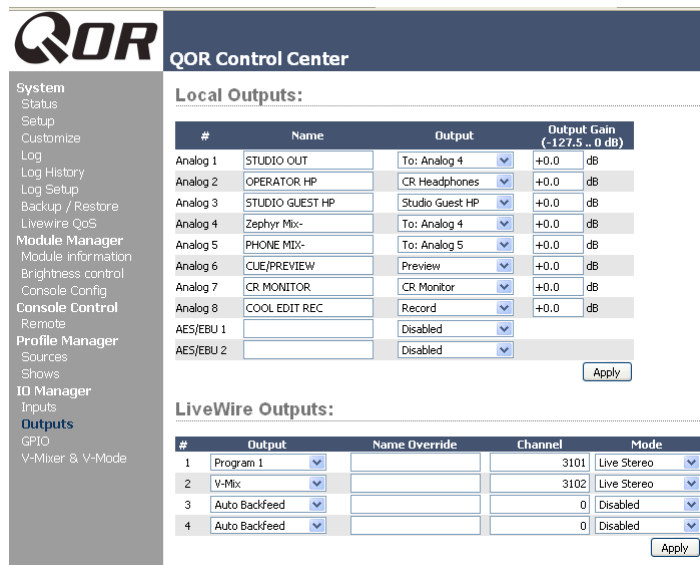 QOR
QOR Control Center
System
Status
Setup
Customize
Log
Log History
Log Setup
Backup / Restore
Livewire QoS
Module Manager
Module information
Brightness control
Console Config
Console Control
Remote
Profile Manager
Sources
Shows
IO Manager
Inputs
Outputs
GPIO
V-Mixer & V-Mode
Local Outputs:
# Name Output Output Gain
(-127.5 .. 0 dB)
Analog 1 STUDIO OUT To: Analog 4 +0.0 dB
Analog 2 OPERATOR HP CR Headphones +0.0 dB
Analog 3 STUDIO GUEST HP Studio Guest HP +0.0 dB
Analog 4 Zephyr Mix- To: Analog 4 +0.0 dB
Analog 5 PHONE MIX- To: Analog 5 +0.0 dB
Analog 6 CUE/PREVIEW Preview +0.0 dB
Analog 7 CR MONITOR CR Monitor +0.0 dB
Analog 8 COOL EDIT REC Record +0.0 dB
AES/EBU 1 Disabled
AES/EBU 2 Disabled
Apply
LiveWire Outputs:
# Output Name Override Channel Mode
1 Program 1 3101 Live Stereo
2 V-Mix 3102 Live Stereo
3 Auto Backfeed 0 Disabled
4 Auto Backfeed 0 Disabled
Apply